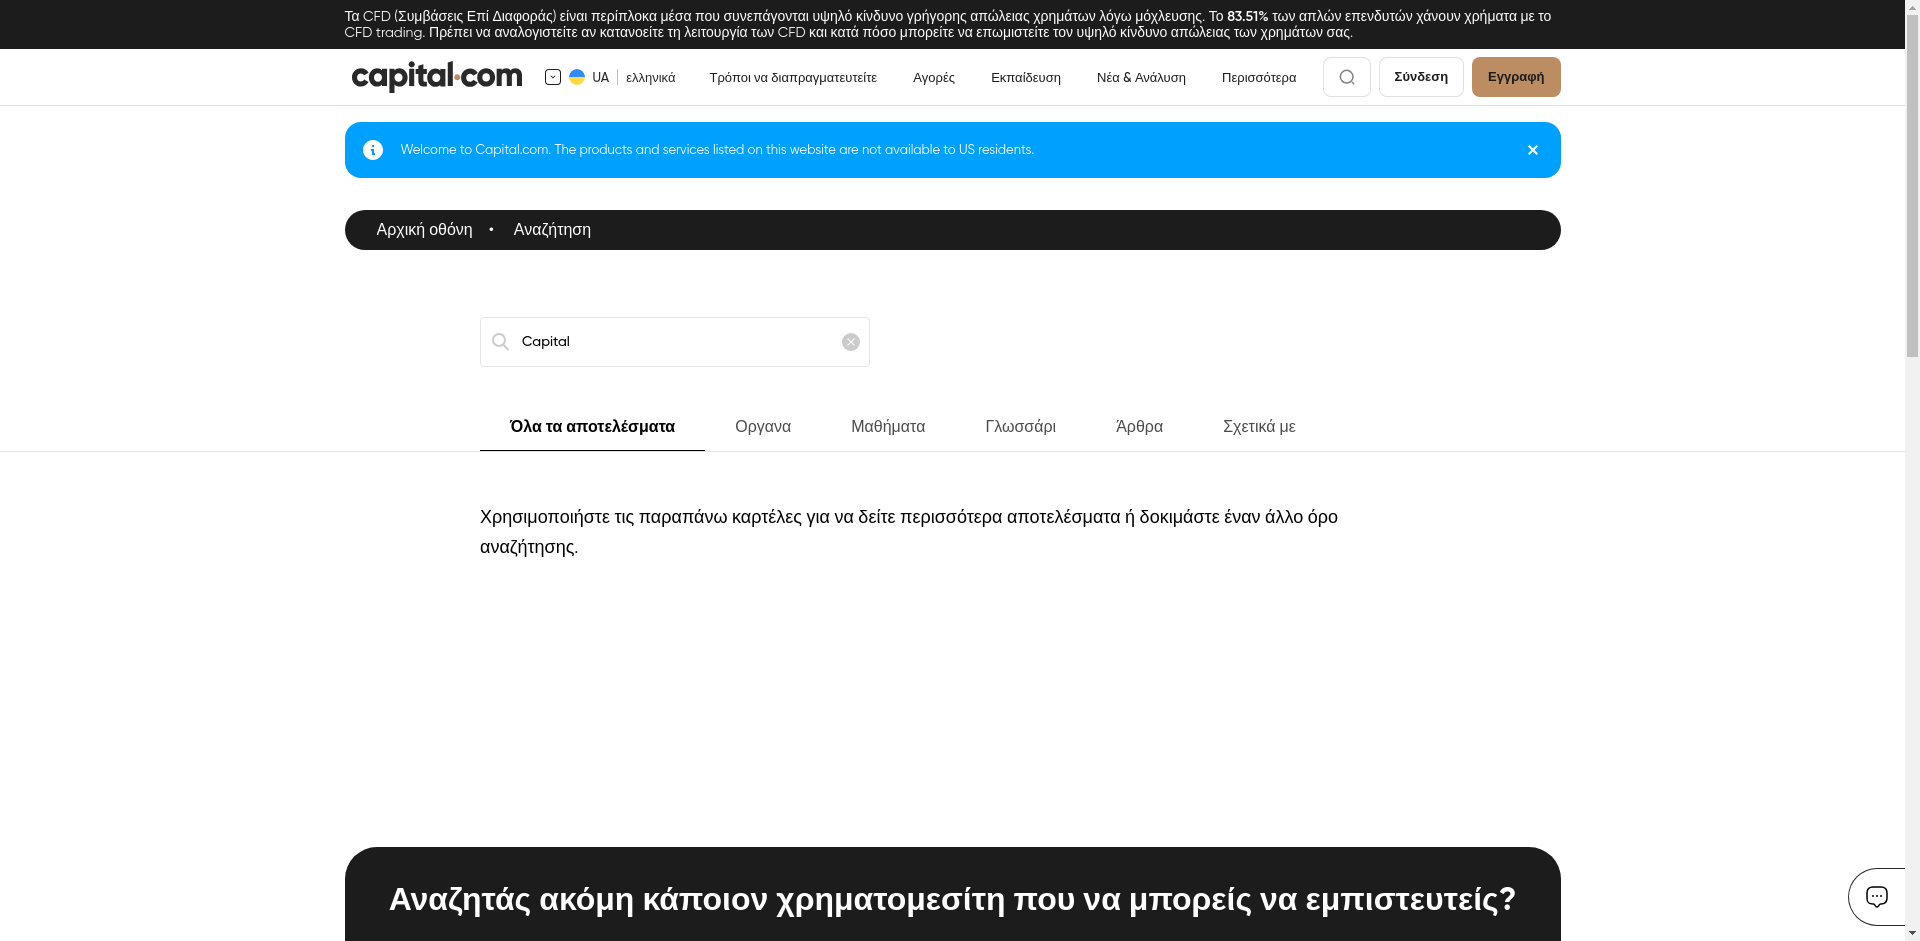 Τα CFD (Συμβάσεις Επί Διαφοράς) είναι περίπλοκα μέσα που συνεπάγονται υψηλό κίνδυνο γρήγορης απώλειας χρημάτων λόγω μόχλευσης. Το 83.51% των απλών επενδυτών χάνουν χρήματα με το
CFD trading. Πρέπει να αναλογιστείτε αν κατανοείτε τη λειτουργία των CFD και κατά πόσο μπορείτε να επωμιστείτε τον υψηλό κίνδυνο απώλειας των χρημάτων σας.
capital.com UA ελληνικά Τρόποι να διαπραγματευτείτε Αγορές Εκπαίδευση Νέα & Ανάλυση Περισσότερα Σύνδεση Εγγραφή
Welcome to Capital.com. The products and services listed on this website are not available to US residents.
Αρχική οθόνη • Αναζήτηση
Capital
Όλα τα αποτελέσματα Οργανα Μαθήματα Γλωσσάρι Άρθρα Σχετικά με
Χρησιμοποιήστε τις παραπάνω καρτέλες για να δείτε περισσότερα αποτελέσματα ή δοκιμάστε έναν άλλο όρο
αναζήτησης.
Αναζητάς ακόμη κάποιον χρηματομεσίτη που να μπορείς να εμπιστευτείς?